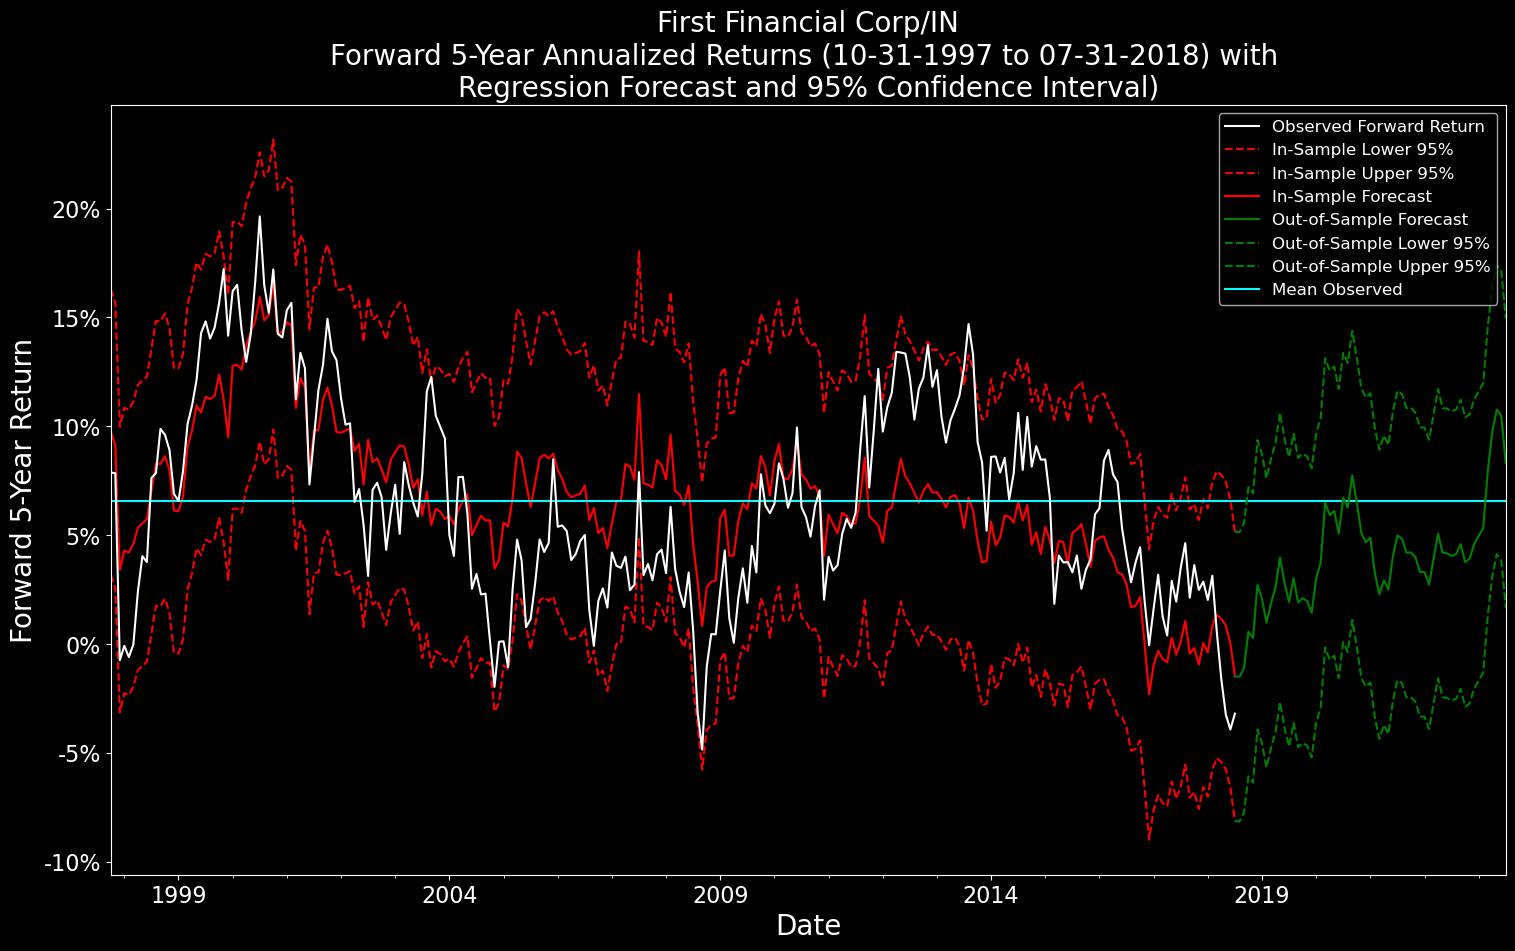 First Financial Corp/IN
Forward 5-Year Annualized Returns (10-31-1997 to 07-31-2018) with
Regression Forecast and 95% Confidence Interval)
Observed Forward Return
In-Sample Lower 95%
In-Sample Upper 95%
In-Sample Forecast
Out-of-Sample Forecast
Out-of-Sample Lower 95%
Out-of-Sample Upper 95%
Mean Observed
Forward 5-Year Return
20%
15%
10%
5%
0%
-5%
-10%
1999
2004
2009
2014
2019
Date